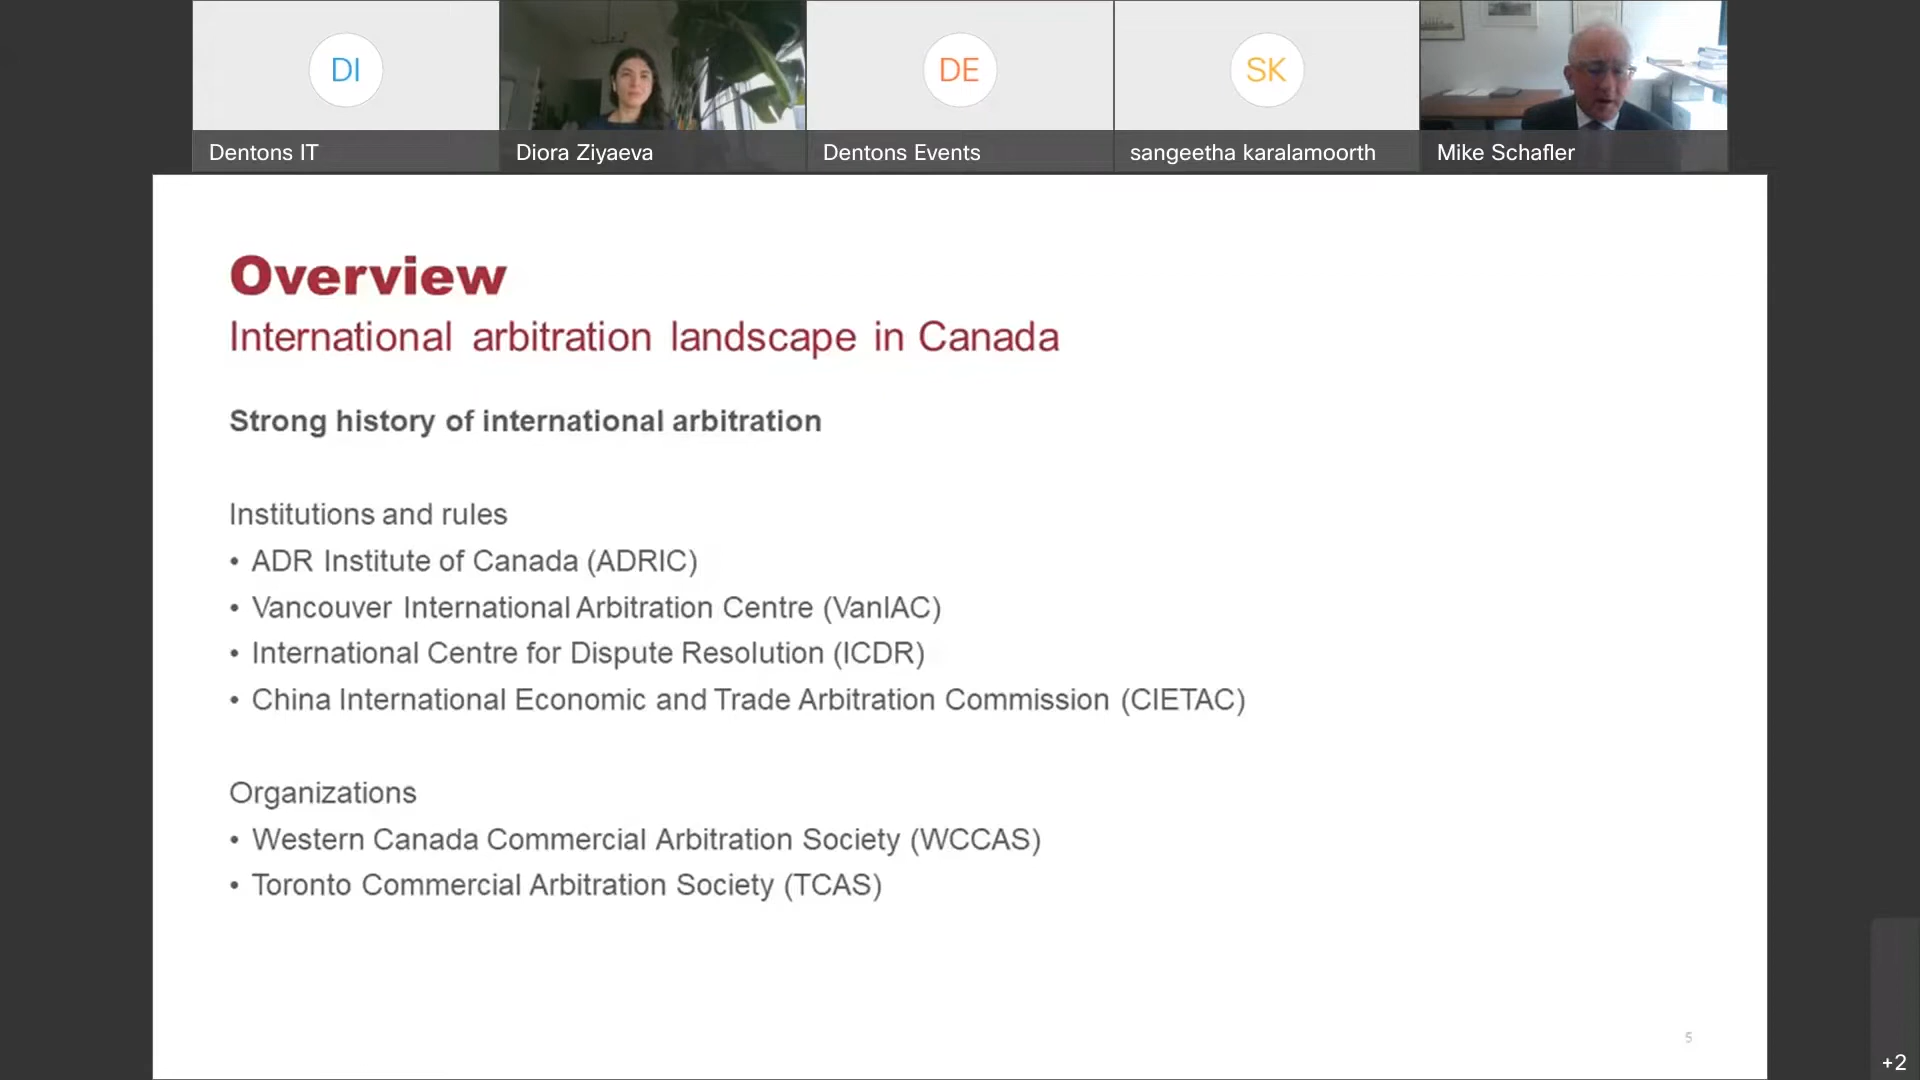 DI
DE
SK
Dentons IT
Diora Ziyaeva
Dentons Events
sangeetha karalamoorth
Mike Schafler
Overview
International arbitration landscape in Canada
Strong history of international arbitration
Institutions and rules
• ADR Institute of Canada (ADRIC)
• Vancouver International Arbitration Centre (VanIAC)
• International Centre for Dispute Resolution (ICDR)
• China International Economic and Trade Arbitration Commission (CIETAC)
Organizations
• Western Canada Commercial Arbitration Society (WCCAS)
• Toronto Commercial Arbitration Society (TCAS)
5
+2